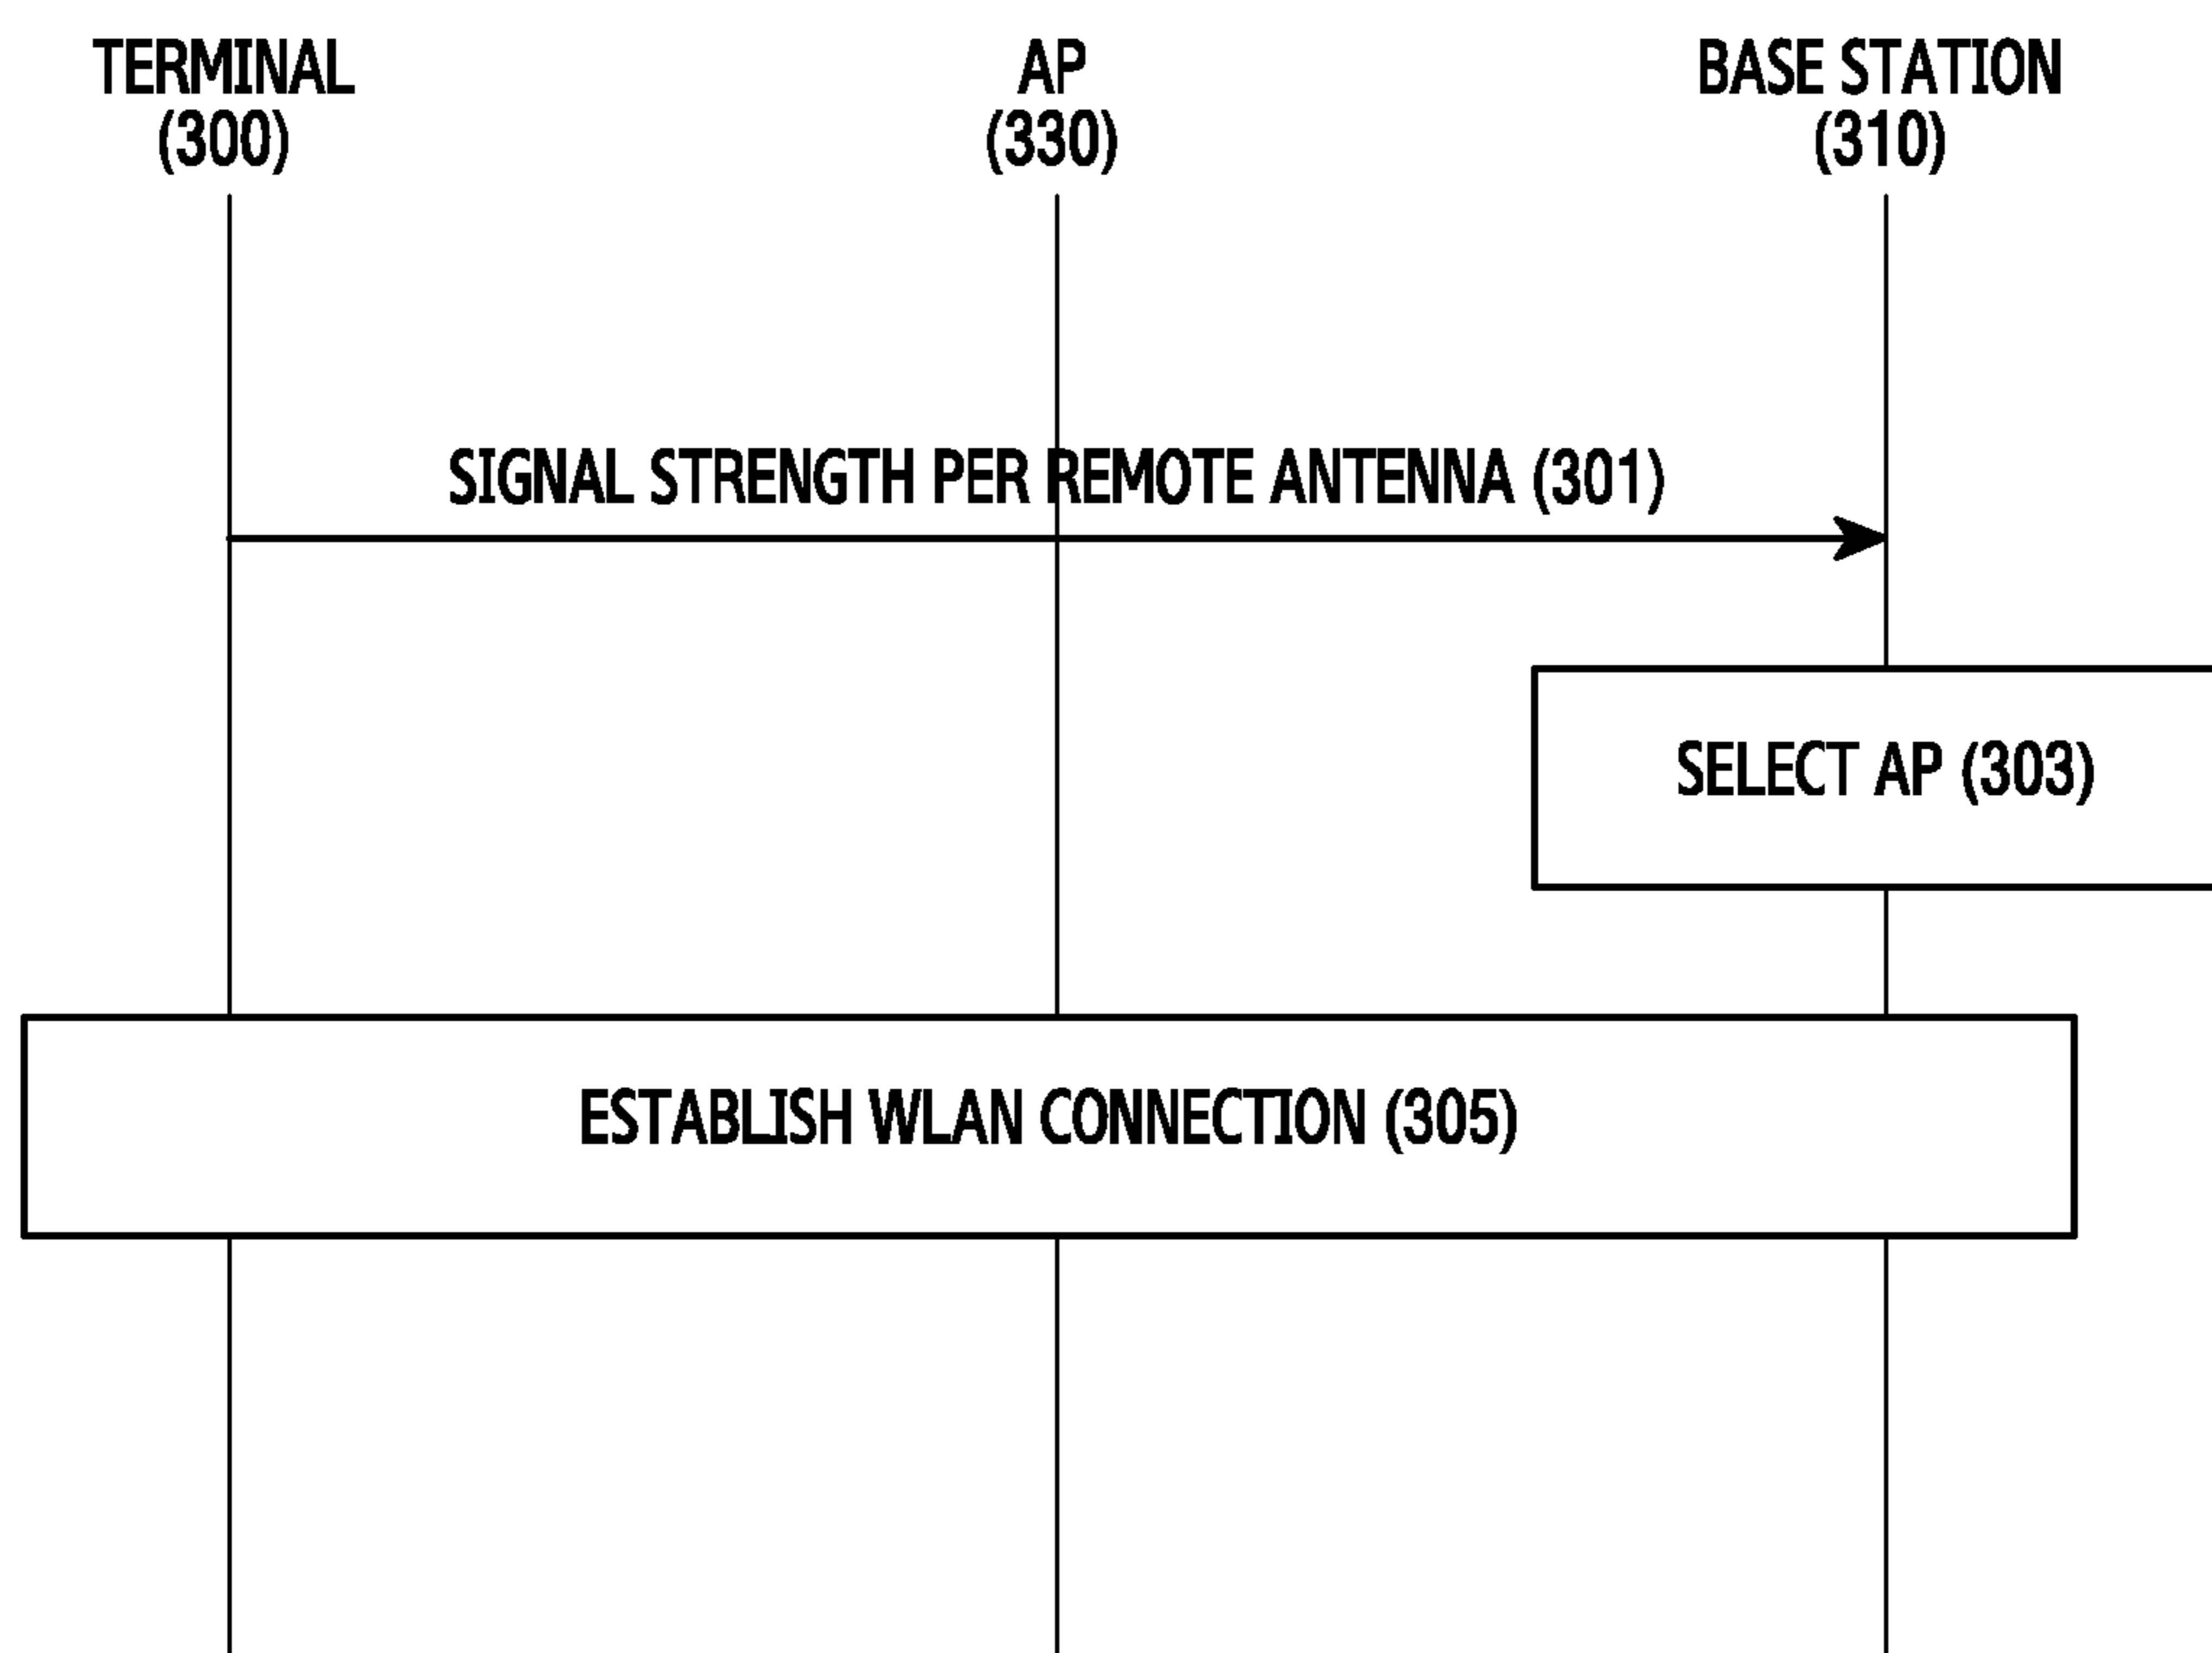 TERMINAL
(300)
AP
(330)
BASE STATION
(310)
SIGNAL STRENGTH PER REMOTE ANTENNA (301)
SELECT AP (303)
ESTABLISH WLAN CONNECTION (305)